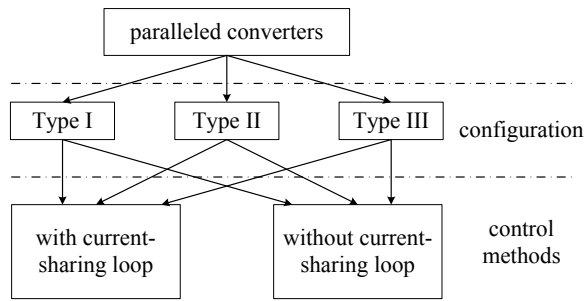 paralleled converters
Type I
Type II
Type III
configuration
with current-
sharing loop
without current-
sharing loop
control
methods